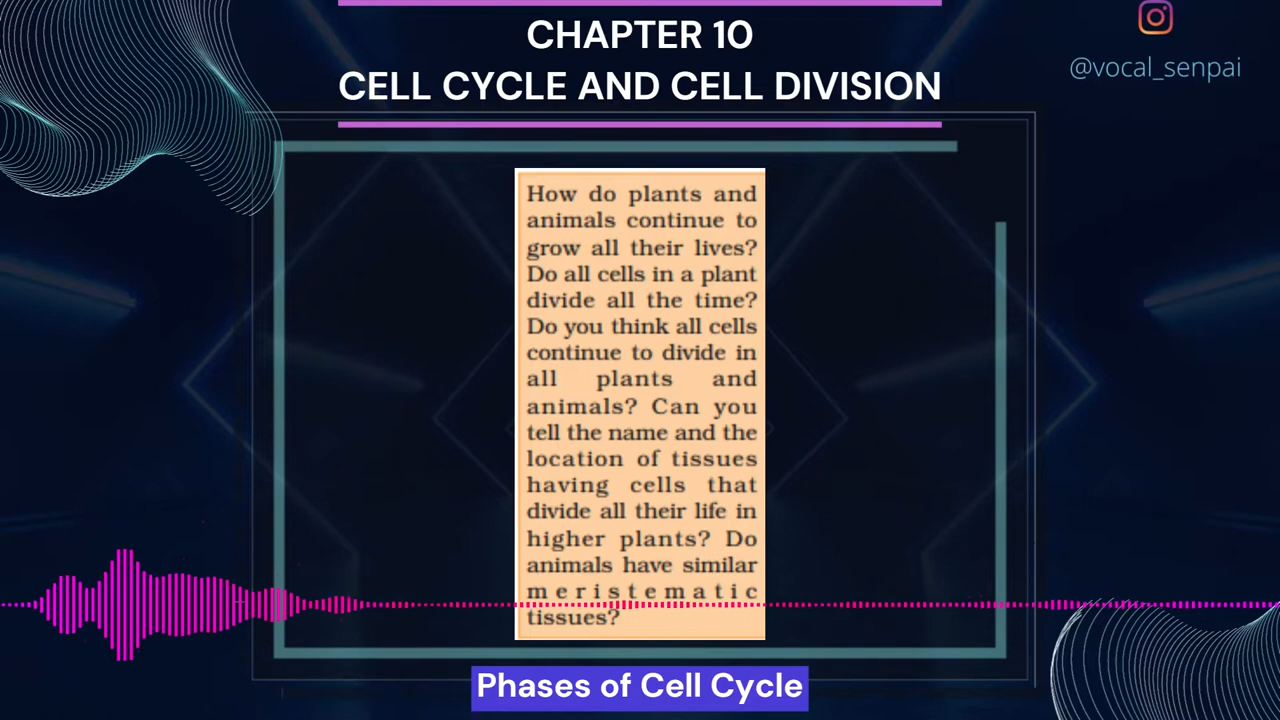 CHAPTER 10
CELL CYCLE AND CELL DIVISION
@vocal_senpai
How do plants and
animals continue to
grow all their lives?
Do all cells in a plant
divide all the time?
Do you think all cells
continue to divide in
all plants and
animals? Can you
tell the name and the
location of tissues
having cells that
divide all their life in
higher plants? Do
animals have similar
meristematic
tissues?
Phases of Cell Cycle